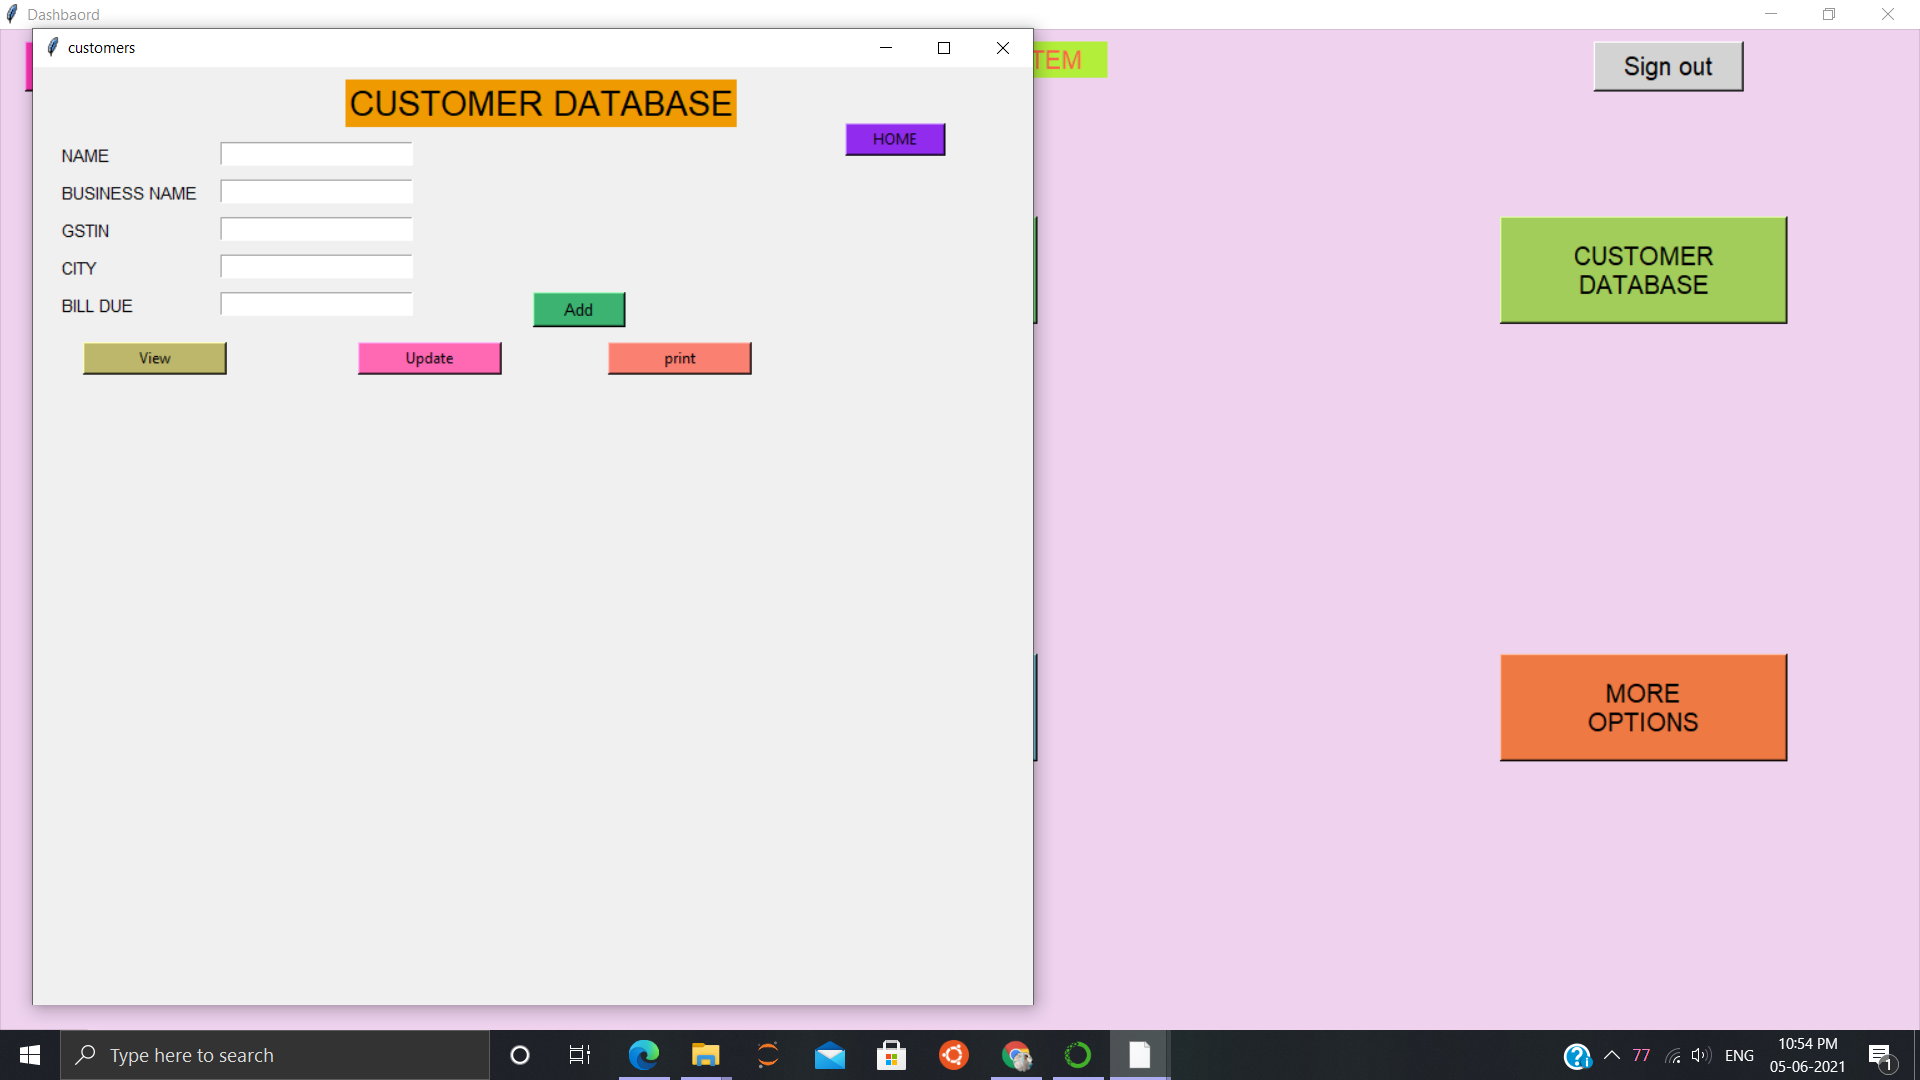 Dashbaord
customers
TEM
Sign out
CUSTOMER DATABASE
HOME
NAME
BUSINESS NAME
GSTIN
CITY
BILL DUE
Add
View
Update
print
CUSTOMER
DATABASE
MORE
OPTIONS
Type here to search
77
ENG
10:54 PM
05-06-2021
1